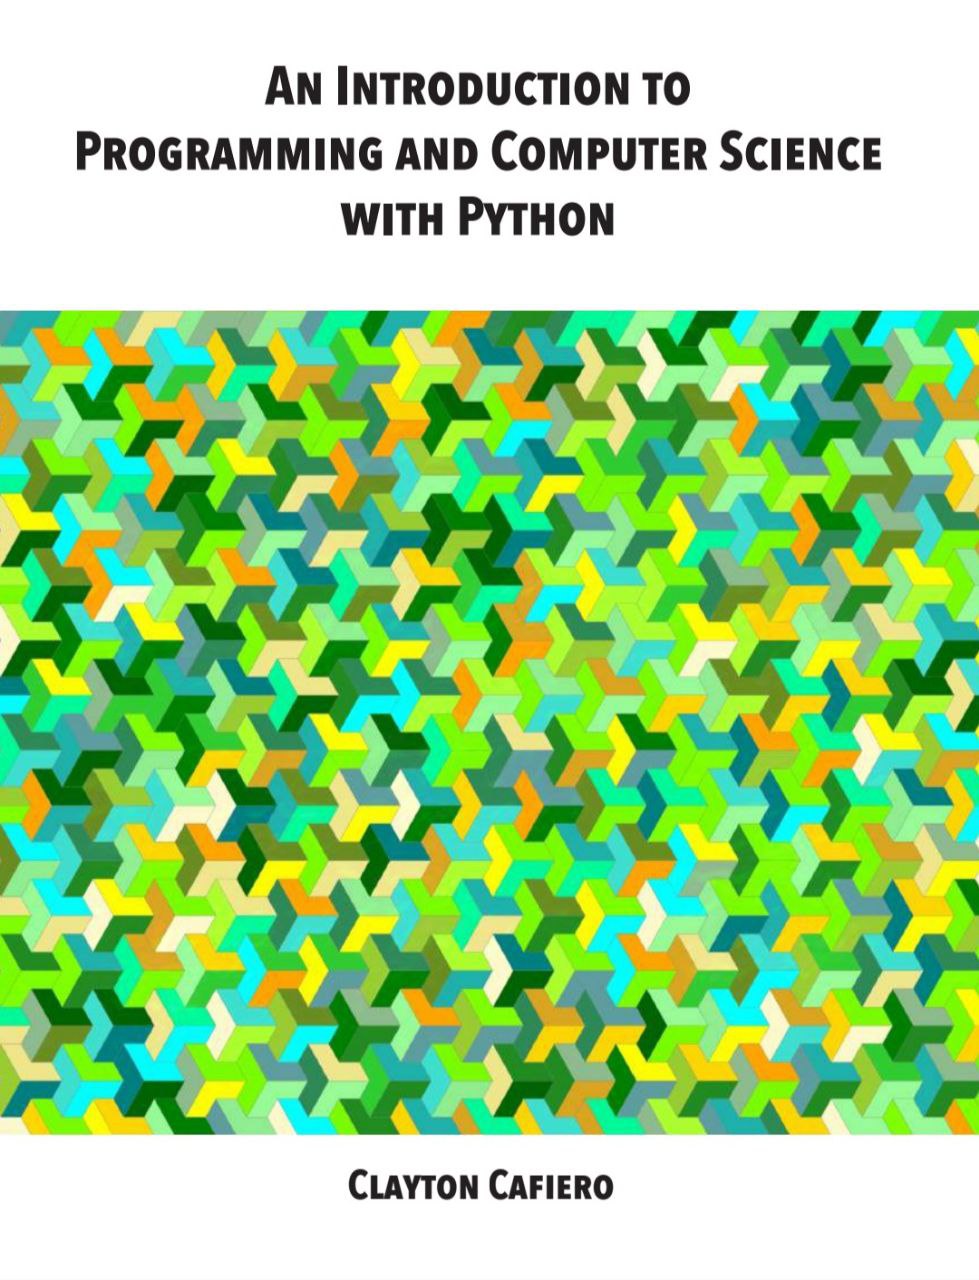 An Introduction to
Programming and Computer Science
with Python
Clayton Cafiero